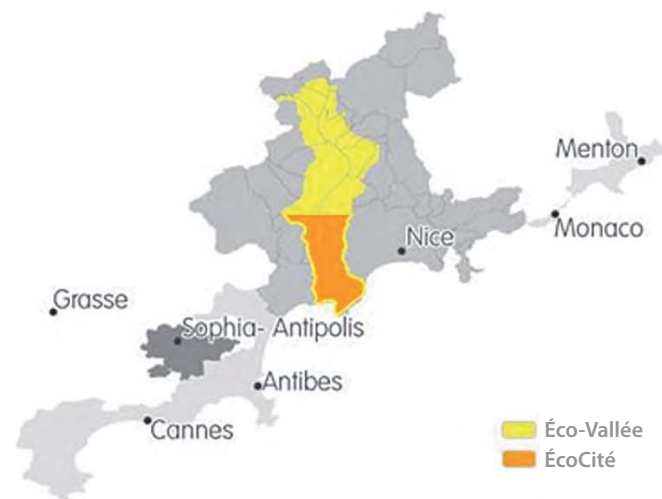 Menton
Monaco
Nice
Grasse
Sophia- Antipolis
Antibes
Cannes
Éco-Vallée
ÉcoCité